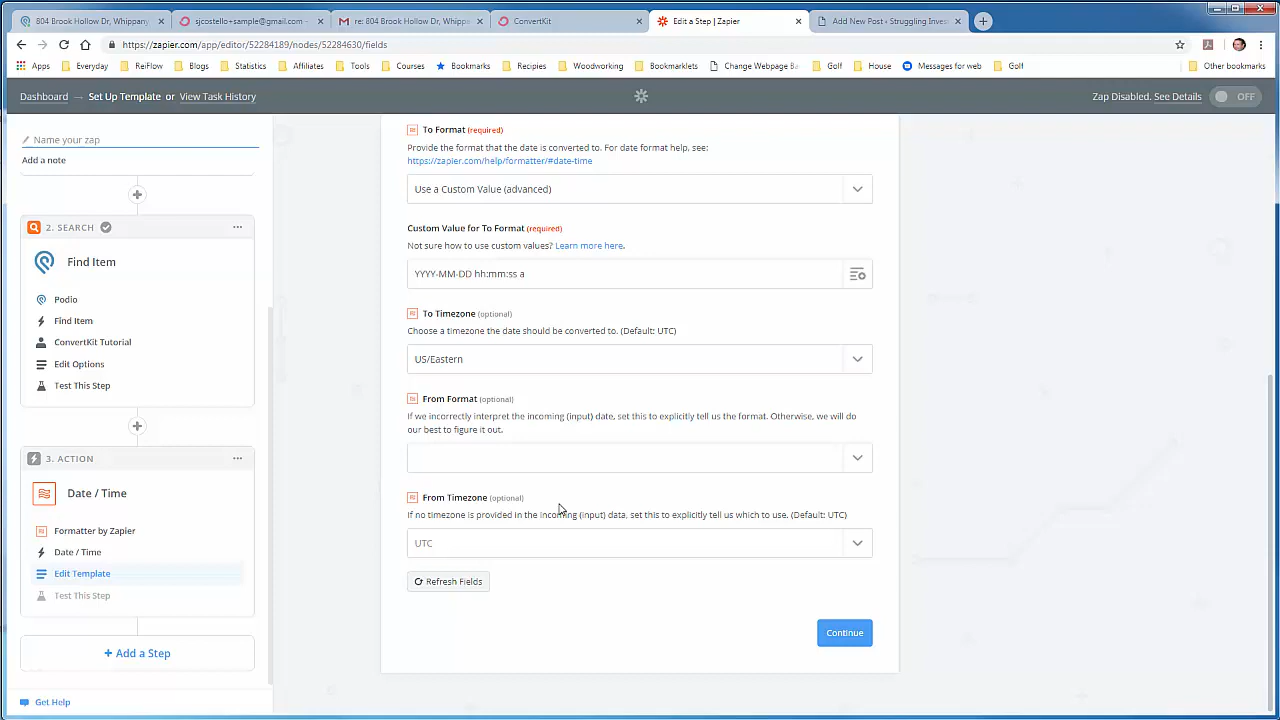 804 Brook Hollow Dr, Whippany
sjcostello+sample@gmail.com -
re: 804 Brook Hollow Dr, Whippe
ConvertKit
Edit a Step | Zapier
Add New Post ‹ Struggling Invest
https://zapier.com/app/editor/52284189/nodes/52284630/fields
Apps
Everyday
ReiFlow
Blogs
Statistics
Affiliates
Tools
Courses
Bookmarks
Recipies
Woodworking
Bookmarklets
Change Webpage Ba
Golf
House
Messages for web
Golf
Other bookmarks
Dashboard → Set Up Template or View Task History
Zap Disabled. See Details
OFF
Name your zap
Add a note
2. SEARCH
Find Item
Podio
Find Item
ConvertKit Tutorial
Edit Options
Test This Step
3. ACTION
Date / Time
Formatter by Zapier
Date / Time
Edit Template
Test This Step
+ Add a Step
Get Help
To Format (required)
Provide the format that the date is converted to. For date format help, see:
https://zapier.com/help/formatter/#date-time
Use a Custom Value (advanced)
Custom Value for To Format (required)
Not sure how to use custom values? Learn more here.
YYYY-MM-DD hh:mm:ss a
To Timezone (optional)
Choose a timezone the date should be converted to. (Default: UTC)
US/Eastern
From Format (optional)
If we incorrectly interpret the incoming (input) date, set this to explicitly tell us the format. Otherwise, we will do
our best to figure it out.
From Timezone (optional)
If no timezone is provided in the incoming (input) data, set this to explicitly tell us which to use. (Default: UTC)
UTC
Refresh Fields
Continue